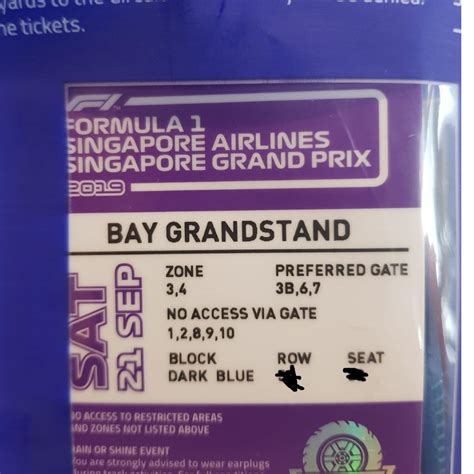 the tickets.
FORMULA 1
SINGAPORE AIRLINES
SINGAPORE GRAND PRIX
2019
BAY GRANDSTAND
SAT
21 SEP
ZONE PREFERRED GATE
3,4 3B,6,7
NO ACCESS VIA GATE
1,2,8,9,10
BLOCK ROW SEAT
DARK BLUE
NO ACCESS TO RESTRICTED AREAS
AND ZONES NOT LISTED ABOVE
RAIN OR SHINE EVENT
You are strongly advised to wear earplugs